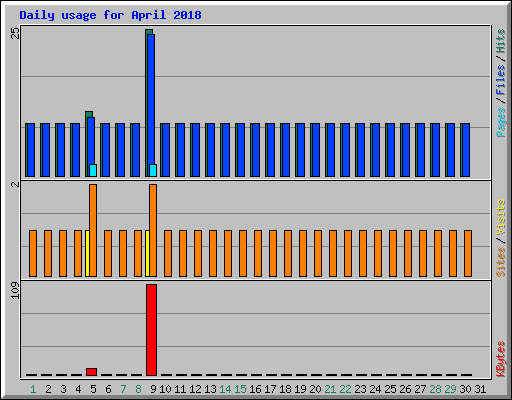 Daily usage for April 2018
25
Pages / Files / Hits
2
Sites / Visits
109
KBytes
1 2 3 4 5 6 7 8 9 10 11 12 13 14 15 16 17 18 19 20 21 22 23 24 25 26 27 28 29 30 31